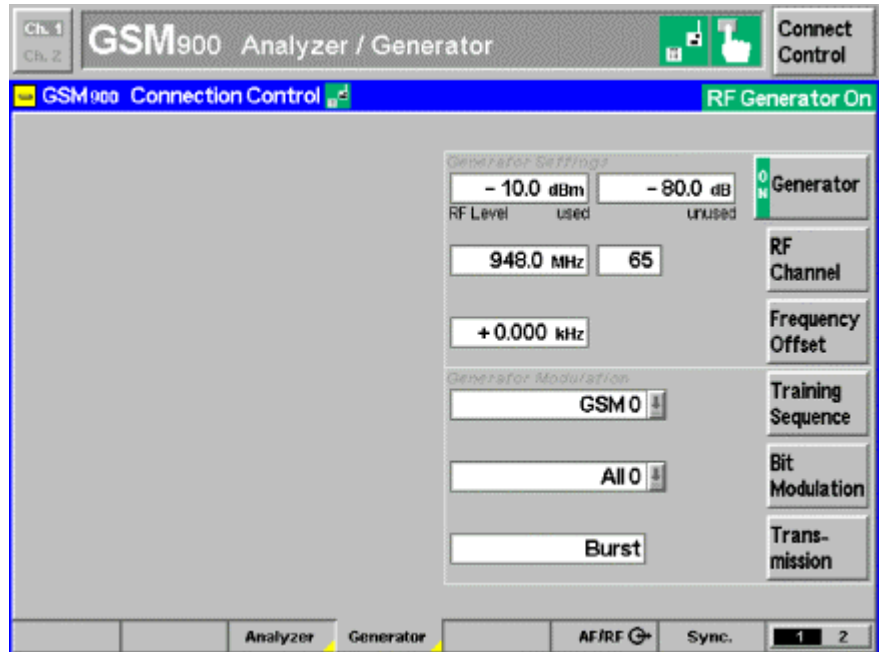 Ch. 1
Ch. 2
GSM900 Analyzer / Generator
Connect
Control
GSM900 Connection Control
RF Generator On
Generator Settings
- 10.0 dBm
- 80.0 dB
ON
Generator
RF Level used
unused
948.0 MHz
65
RF
Channel
+0.000 kHz
Frequency
Offset
Generator Modulation
GSM 0
Training
Sequence
All 0
Bit
Modulation
Burst
Trans-
mission
Analyzer
Generator
AF/RF
Sync.
1 2